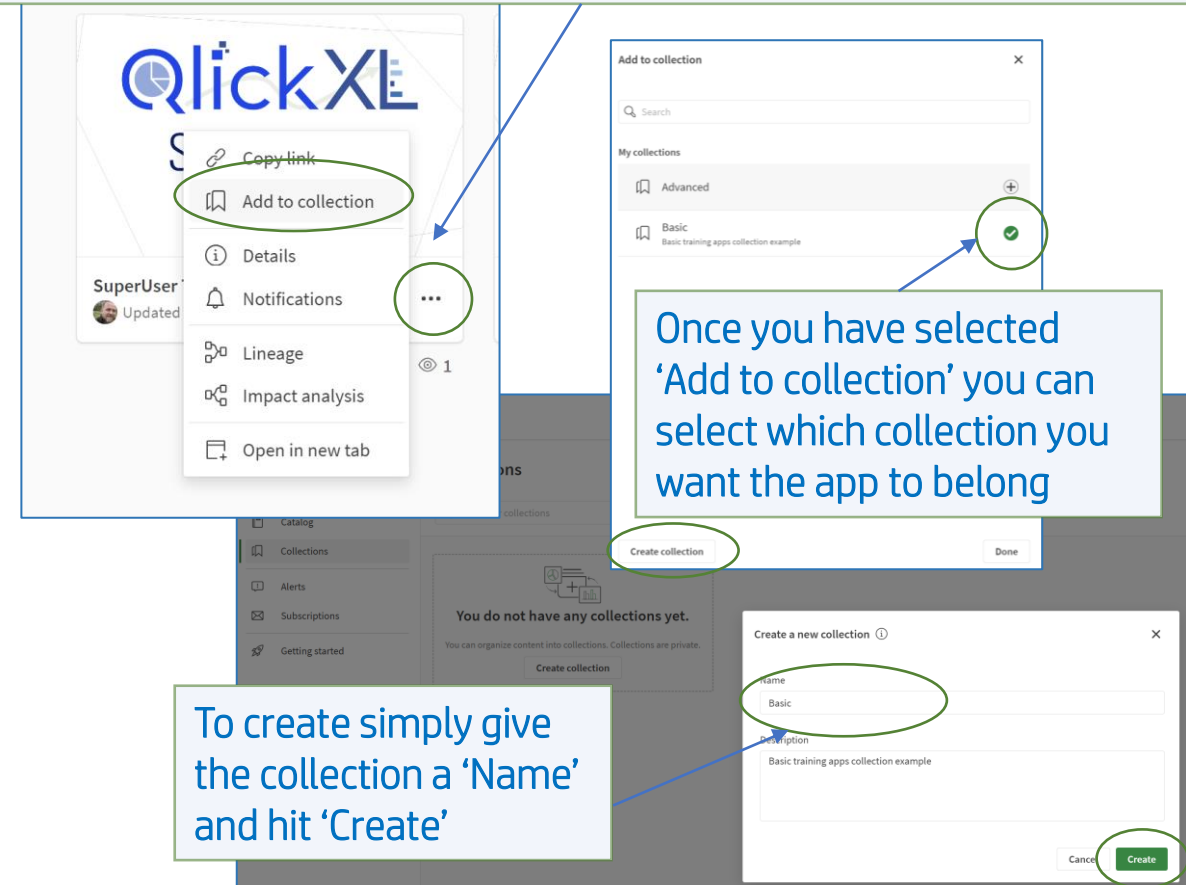 QlickXL
S
Copy link
Add to collection
Details
Notifications
Lineage
Impact analysis
Open in new tab
SuperUser
Updated
1
Add to collection
Search
My collections
Advanced
Basic
Basic training apps collection example
Once you have selected
‘Add to collection’ you can
select which collection you
want the app to belong
Create collection
Done
ons
collections
Catalog
Collections
Alerts
Subscriptions
Getting started
You do not have any collections yet.
You can organize content into collections. Collections are private.
Create collection
To create simply give
the collection a ‘Name’
and hit ‘Create’
Create a new collection
Name
Basic
Description
Basic training apps collection example
Cance
Create